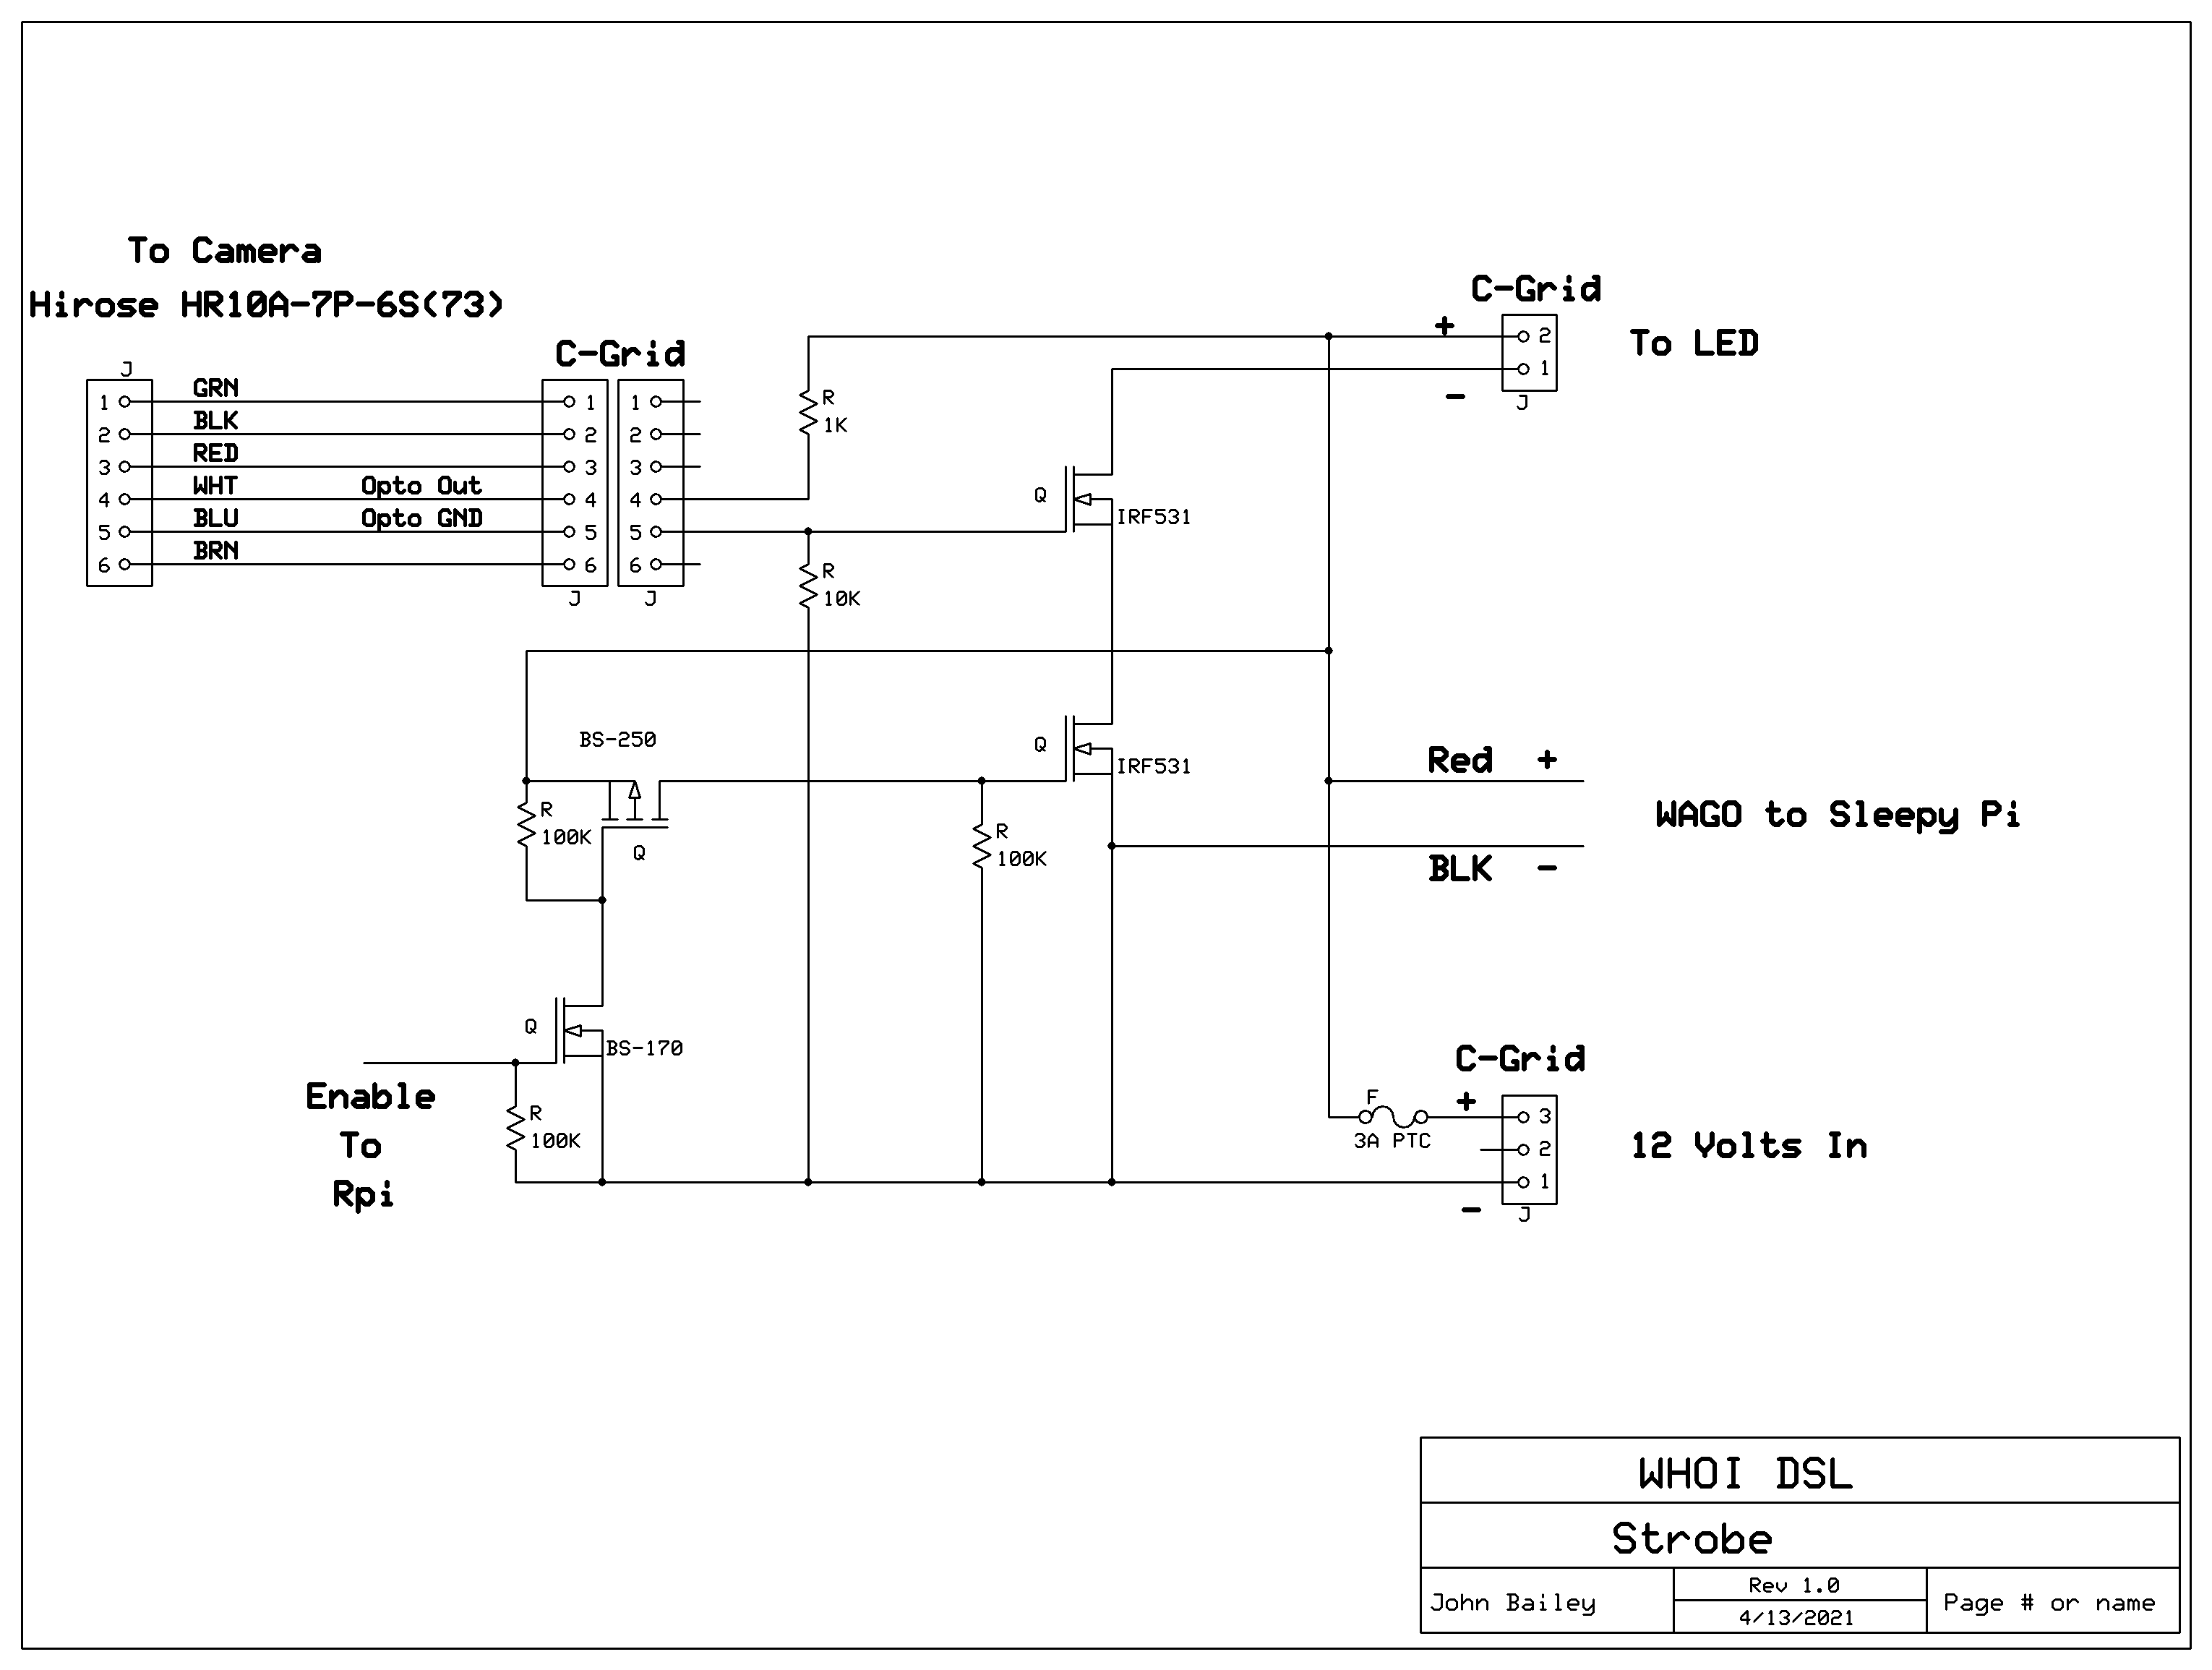 To Camera
Hirose HR10A-7P-6S(73)
J
1 GRN 1
2 BLK 2
3 RED 3
4 WHT Opto Out 4
5 BLU Opto GND 5
6 BRN 6
J
C-Grid
1
2
3
4
5
6
J
R
1K
R
10K
Q
IRF531
C-Grid
+ 2
1
-
J
To LED
BS-250
Q
R
100K
Q
IRF531
R
100K
Red +
WAGO to Sleepy Pi
BLK -
Q
BS-170
R
100K
Enable
To
Rpi
C-Grid
F
3A PTC
+ 3
2
1
-
J
12 Volts In
WHOI DSL
Strobe
John Bailey
Rev 1.0
4/13/2021
Page # or name